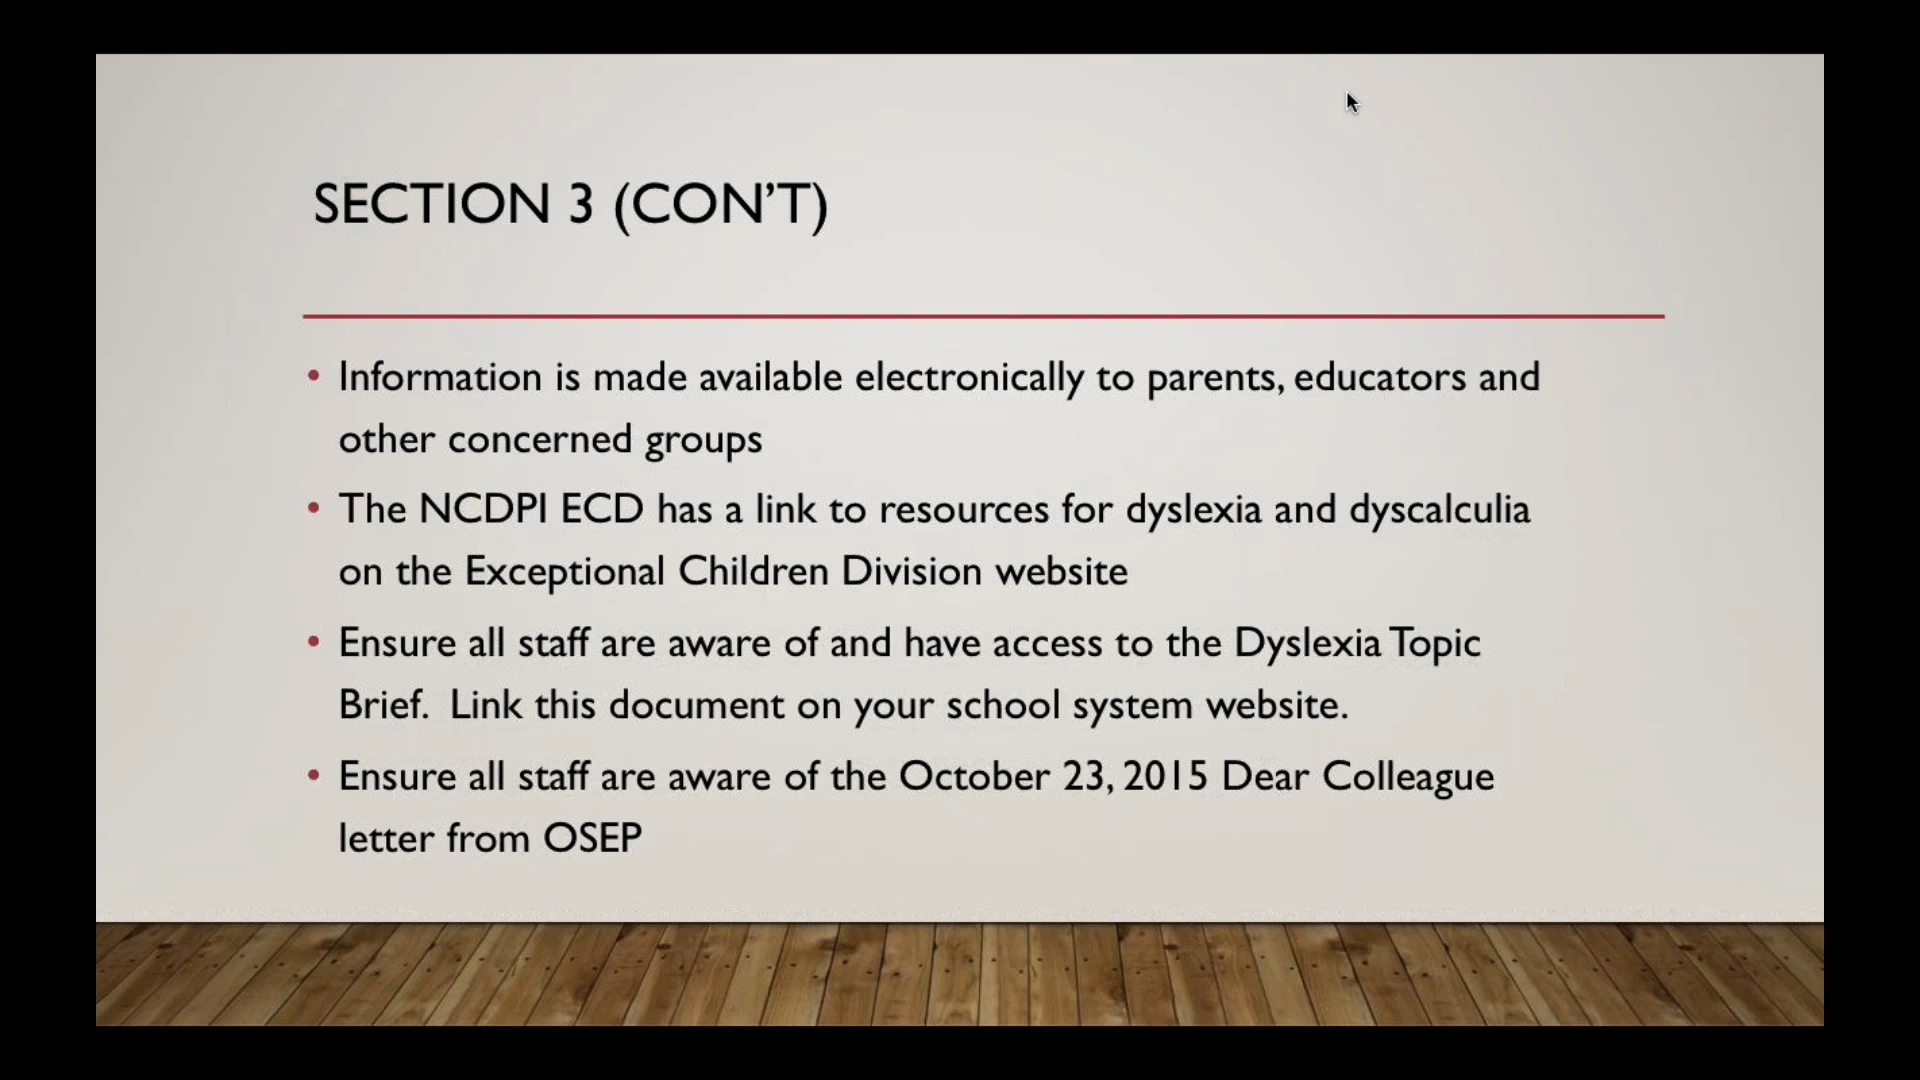 SECTION 3 (CON’T)
• Information is made available electronically to parents, educators and
other concerned groups
• The NCDPI ECD has a link to resources for dyslexia and dyscalculia
on the Exceptional Children Division website
• Ensure all staff are aware of and have access to the Dyslexia Topic
Brief.  Link this document on your school system website.
• Ensure all staff are aware of the October 23, 2015 Dear Colleague
letter from OSEP